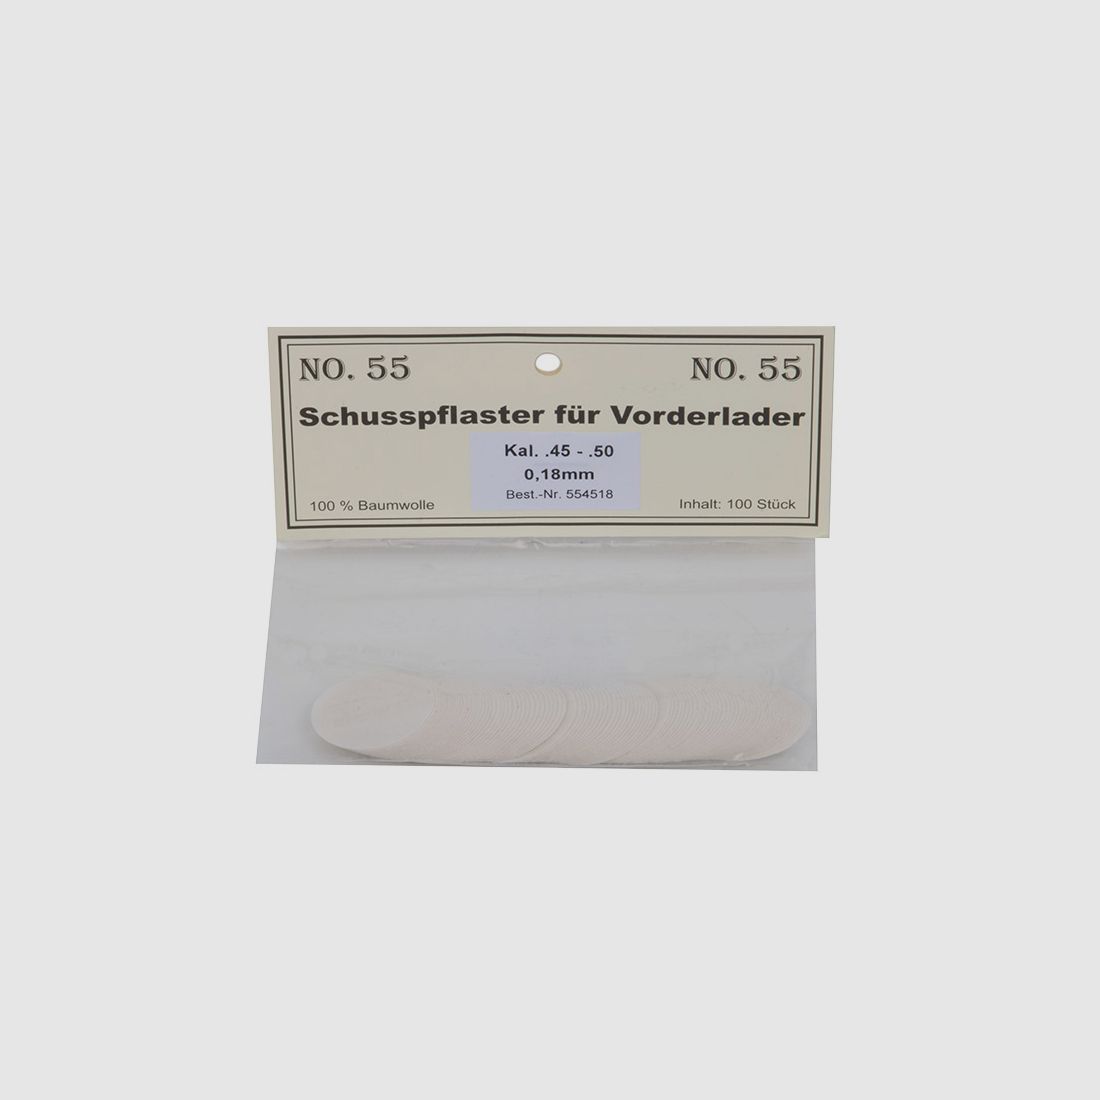 NO. 55 NO. 55
Schusspflaster für Vorderlader
Kal. .45 - .50
0,18mm
Best.-Nr. 554518
100 % Baumwolle Inhalt: 100 Stück